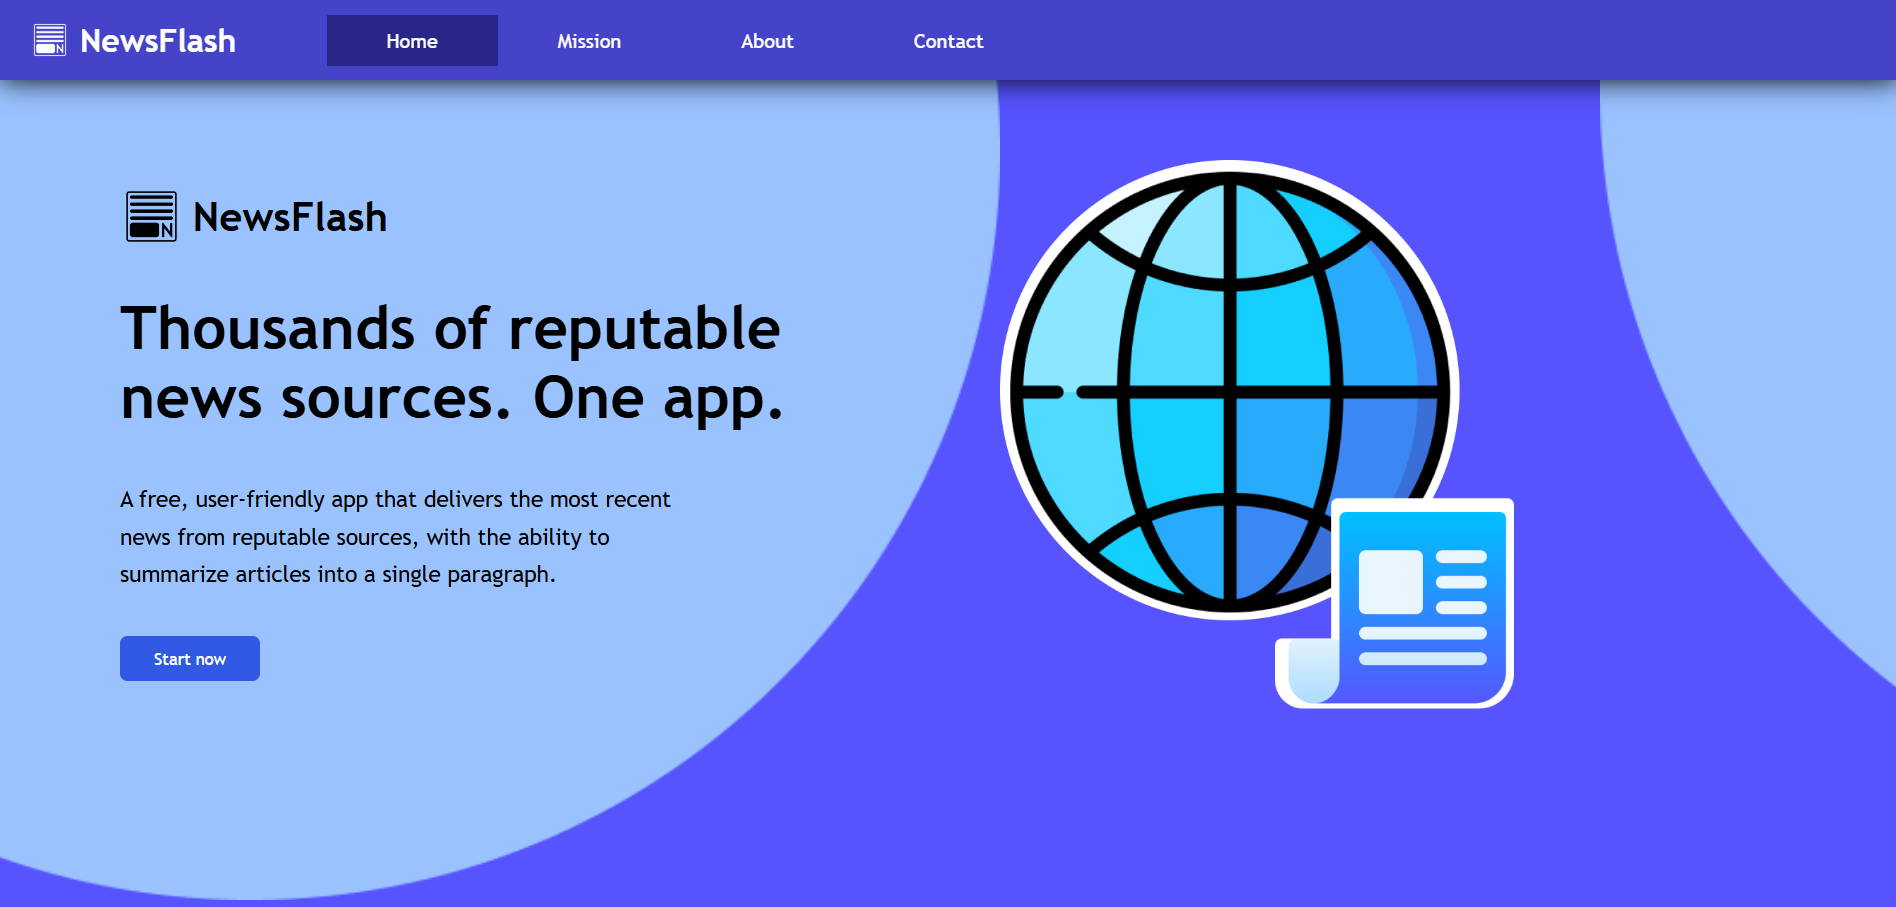 NewsFlash
Home
Mission
About
Contact
N
NewsFlash
N
Thousands of reputable
news sources. One app.
A free, user-friendly app that delivers the most recent
news from reputable sources, with the ability to
summarize articles into a single paragraph.
Start now